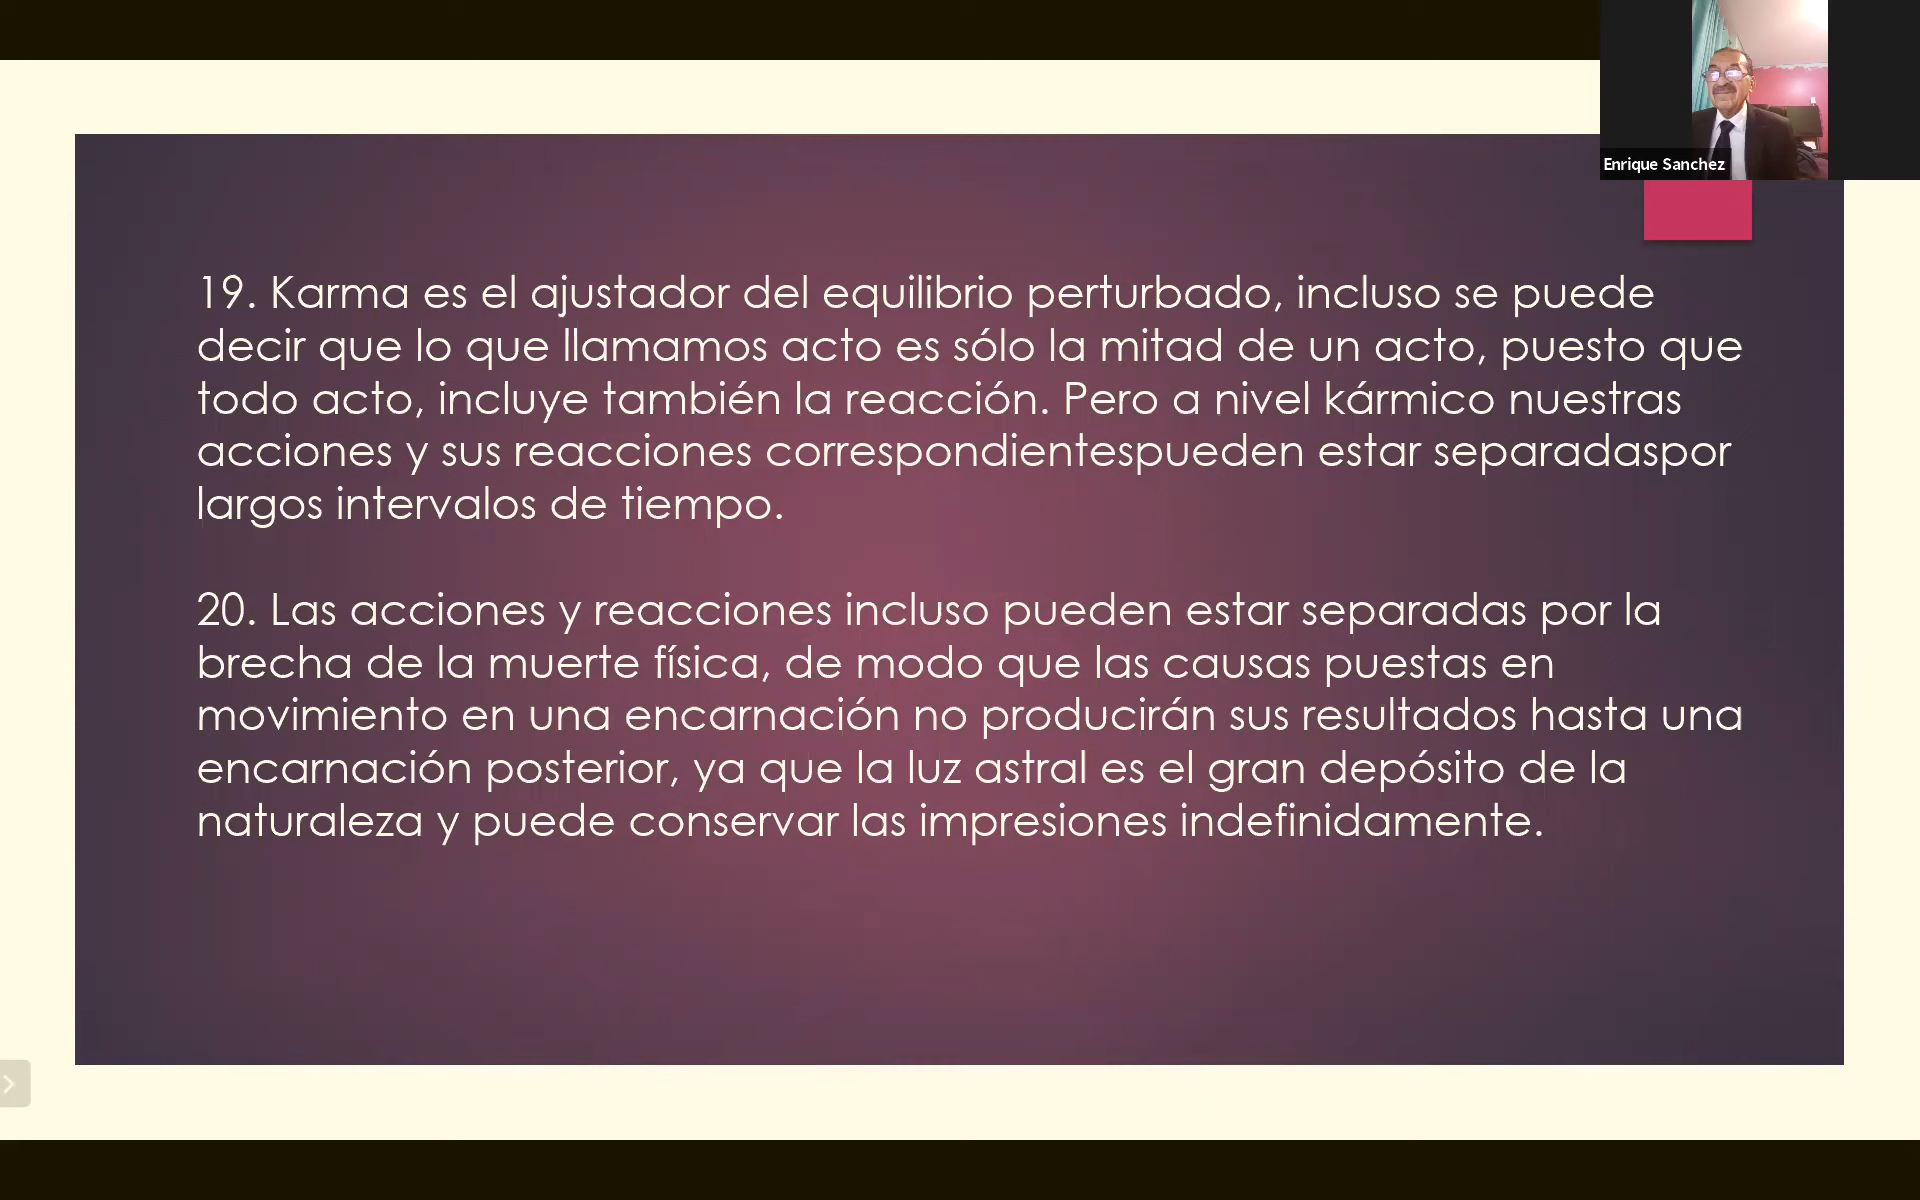 Enrique Sanchez
19. Karma es el ajustador del equilibrio perturbado, incluso se puede
decir que lo que llamamos acto es sólo la mitad de un acto, puesto que
todo acto, incluye también la reacción. Pero a nivel kármico nuestras
acciones y sus reacciones correspondientespueden estar separadaspor
largos intervalos de tiempo.
20. Las acciones y reacciones incluso pueden estar separadas por la
brecha de la muerte física, de modo que las causas puestas en
movimiento en una encarnación no producirán sus resultados hasta una
encarnación posterior, ya que la luz astral es el gran depósito de la
naturaleza y puede conservar las impresiones indefinidamente.